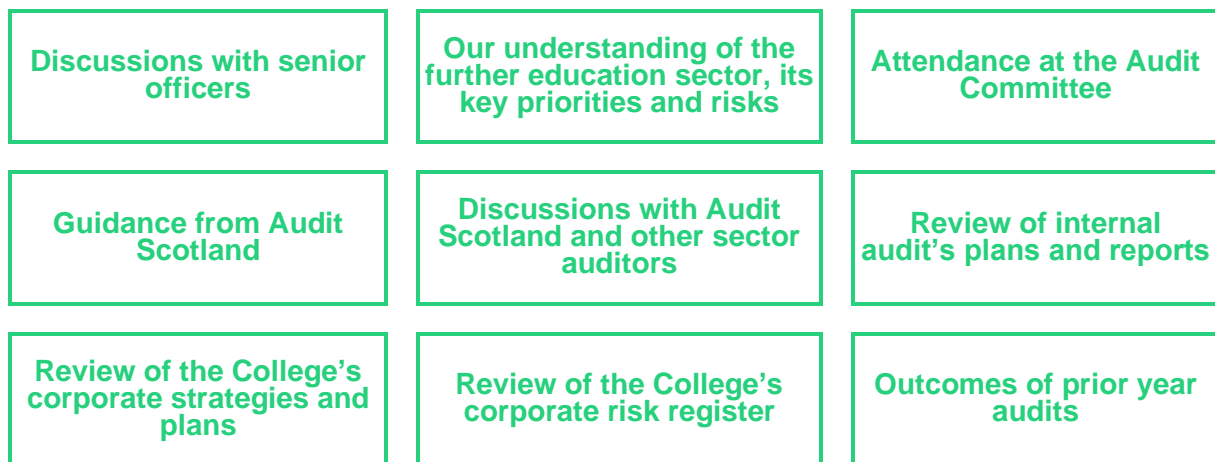 Discussions with senior
officers
Our understanding of the
further education sector, its
key priorities and risks
Attendance at the Audit
Committee
Guidance from Audit
Scotland
Discussions with Audit
Scotland and other sector
auditors
Review of internal
audit’s plans and reports
Review of the College’s
corporate strategies and
plans
Review of the College’s
corporate risk register
Outcomes of prior year
audits